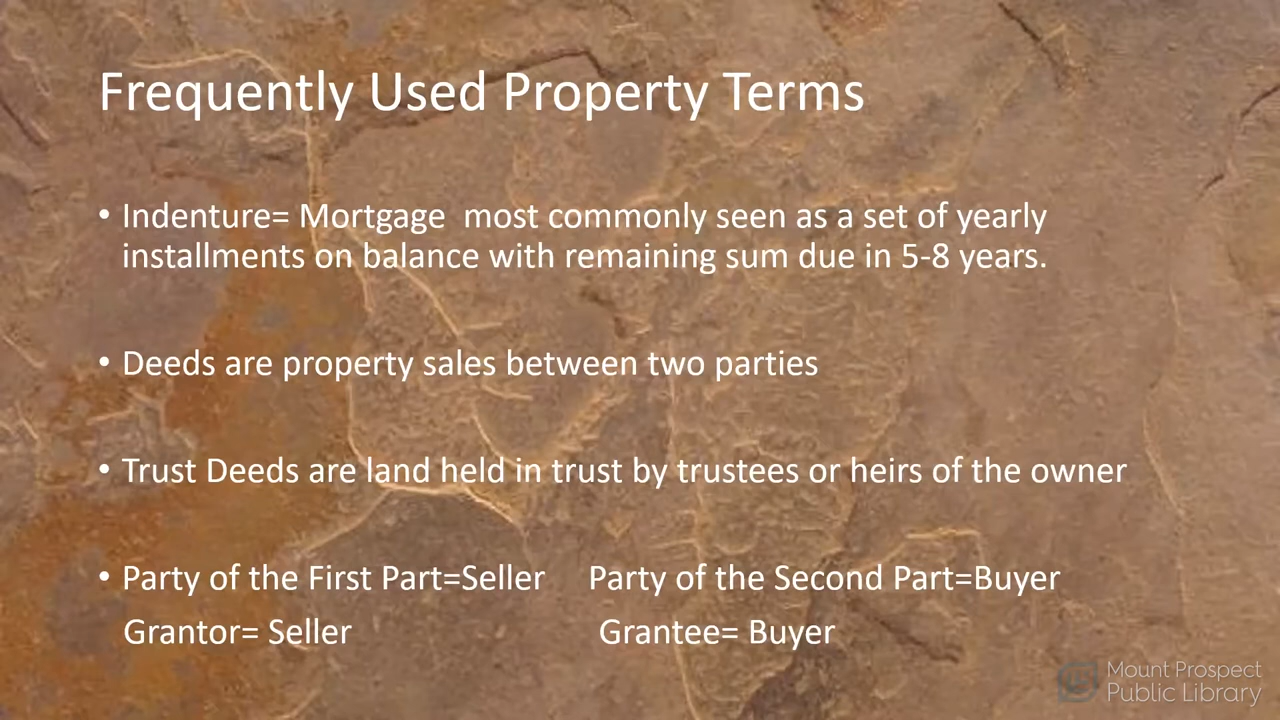 Frequently Used Property Terms
• Indenture= Mortgage  most commonly seen as a set of yearly
installments on balance with remaining sum due in 5-8 years.
• Deeds are property sales between two parties
• Trust Deeds are land held in trust by trustees or heirs of the owner
• Party of the First Part=Seller    Party of the Second Part=Buyer
Grantor= Seller    Grantee= Buyer
Mount Prospect
Public Library